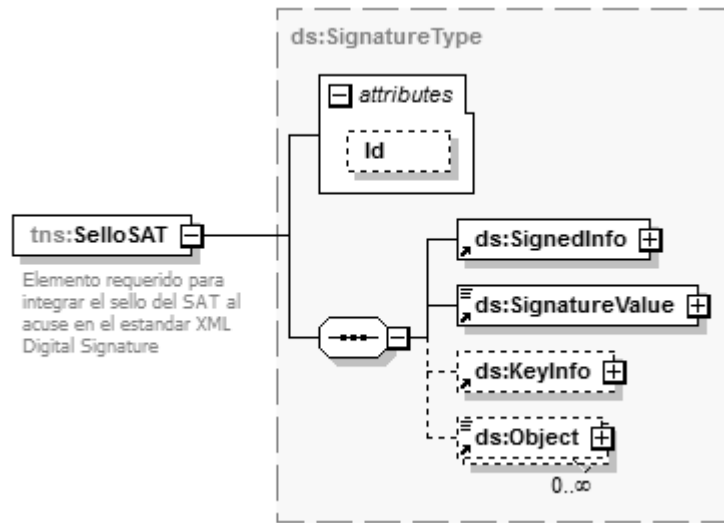 ds:SignatureType
attributes
Id
tns:SelloSAT
Elemento requerido para
integrar el sello del SAT al
acuse en el estandar XML
Digital Signature
ds:SignedInfo
ds:SignatureValue
ds:KeyInfo
ds:Object
0..∞